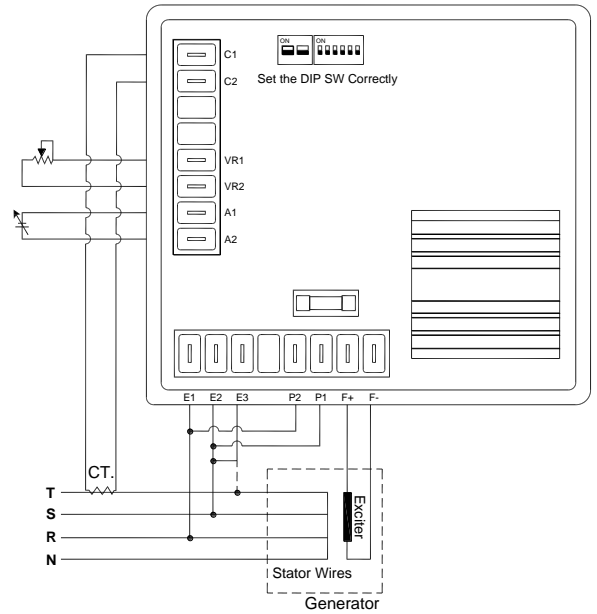 ON ON
C1
C2
Set the DIP SW Correctly
VR1
VR2
A1
A2
E1 E2 E3 P2 P1 F+ F-
CT.
T
S
R
N
Exciter
Stator Wires
Generator